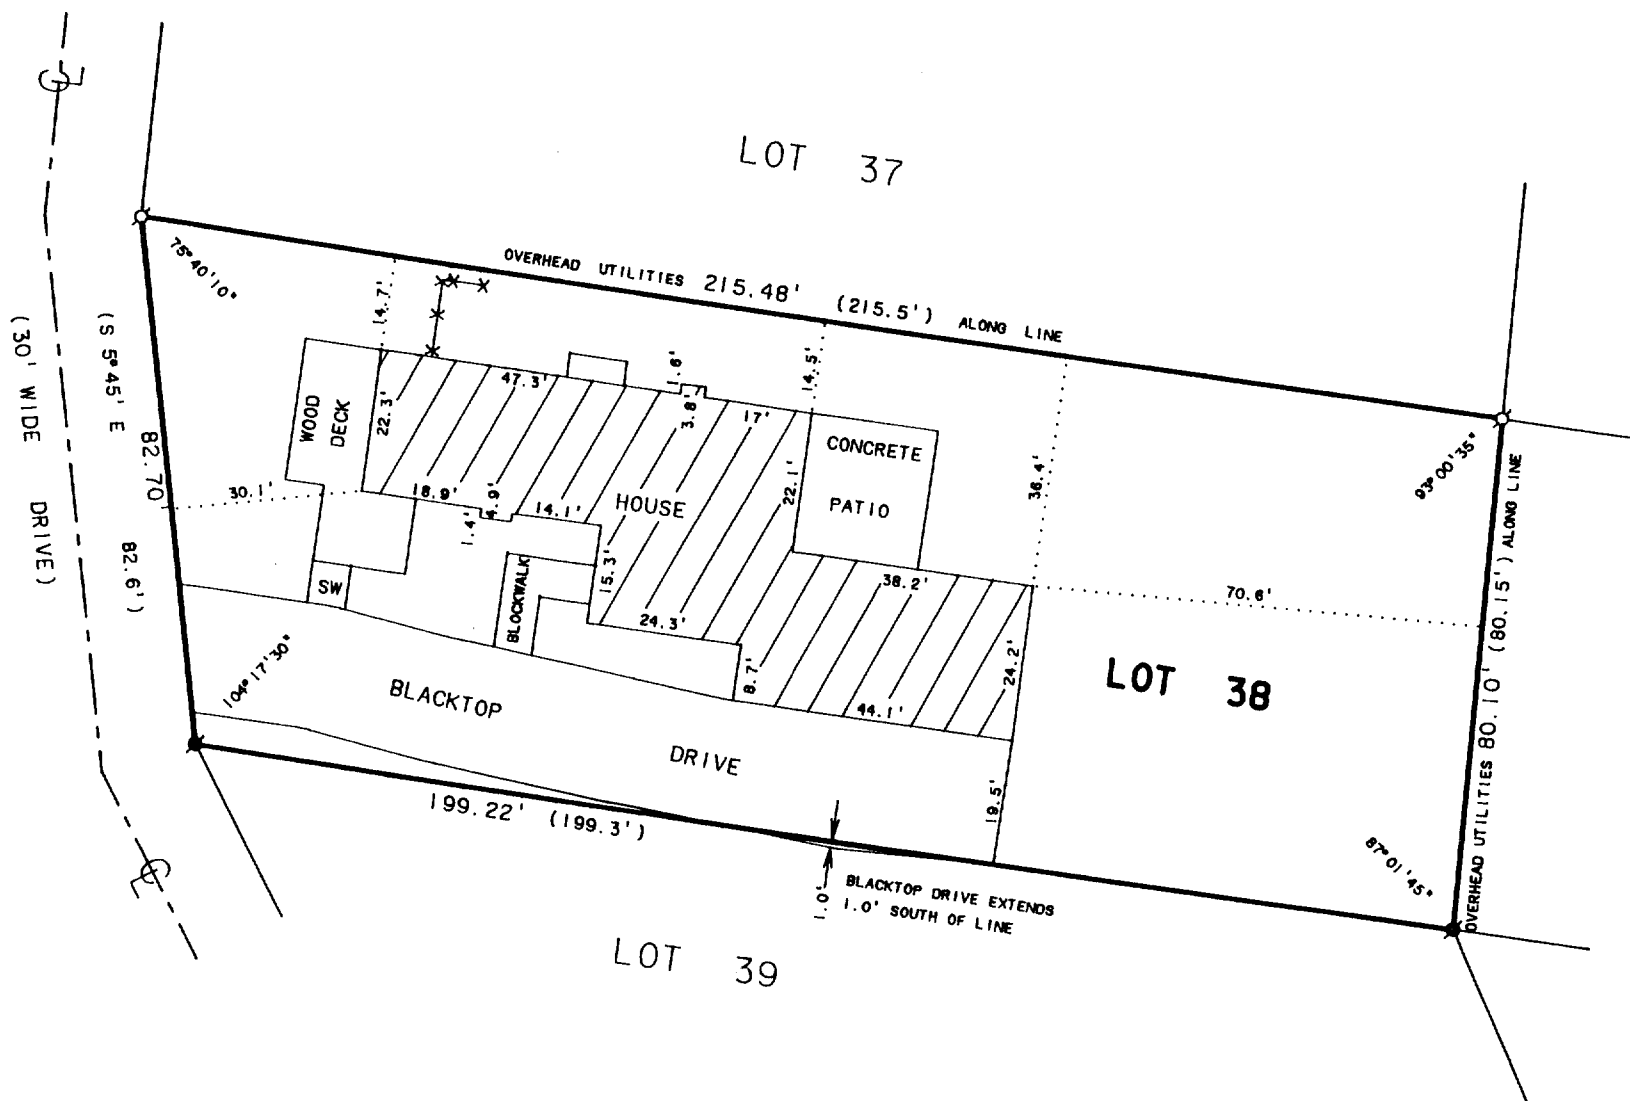 LOT 37
75°40'10"
OVERHEAD UTILITIES 215.48' (215.5') ALONG LINE
14.7'
14.5'
(30' WIDE DRIVE)
(S 5°45' E
82.70
82.6')
47.3'
1.6'
3.8'
17'
WOOD
DECK
22.3'
CONCRETE
PATIO
22.1'
36.4'
93°00'35"
30.1'
18.9'
1.4'
4.9'
14.1'
HOUSE
15.3'
SW
BLOCKWALK
24.3'
38.2'
70.6'
8.7'
24.2'
44.1'
LOT 38
OVERHEAD UTILITIES 80.10' (80.15') ALONG LINE
104°17'30"
BLACKTOP DRIVE
19.5'
199.22' (199.3')
87°01'45"
1.0'
BLACKTOP DRIVE EXTENDS
1.0' SOUTH OF LINE
LOT 39